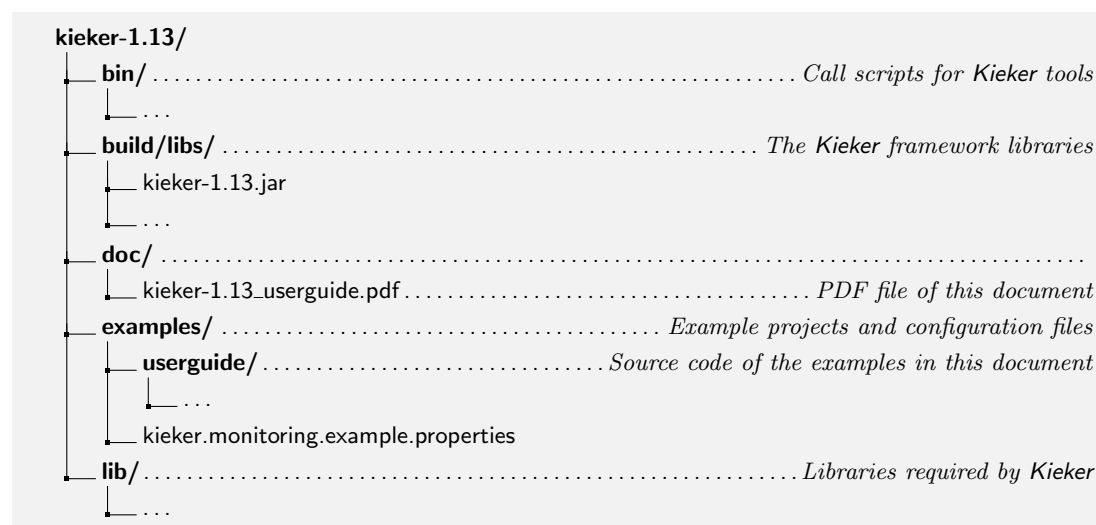 kieker-1.13/
bin/ . . . . . . . . . . . . . . . . . . . . . . . . . . . . . . . . . . . . . . . . . . . . . . . . . . . . . . . . . . . . Call scripts for Kieker tools
. . .
build/libs/ . . . . . . . . . . . . . . . . . . . . . . . . . . . . . . . . . . . . . . . . . . . . . . . . . . The Kieker framework libraries
kieker-1.13.jar
. . .
doc/ . . . . . . . . . . . . . . . . . . . . . . . . . . . . . . . . . . . . . . . . . . . . . . . . . . . . . . . . . . . . . . . . . . . . . . . . . . . . . . . . . . . . . .
kieker-1.13_userguide.pdf . . . . . . . . . . . . . . . . . . . . . . . . . . . . . . . . . . . . . . PDF file of this document
examples/ . . . . . . . . . . . . . . . . . . . . . . . . . . . . . . . . . . . . . . . . . Example projects and configuration files
userguide/ . . . . . . . . . . . . . . . . . . . . . . . . . . . . . . . . Source code of the examples in this document
. . .
kieker.monitoring.example.properties
lib/ . . . . . . . . . . . . . . . . . . . . . . . . . . . . . . . . . . . . . . . . . . . . . . . . . . . . . . . . . . . . . Libraries required by Kieker
. . .